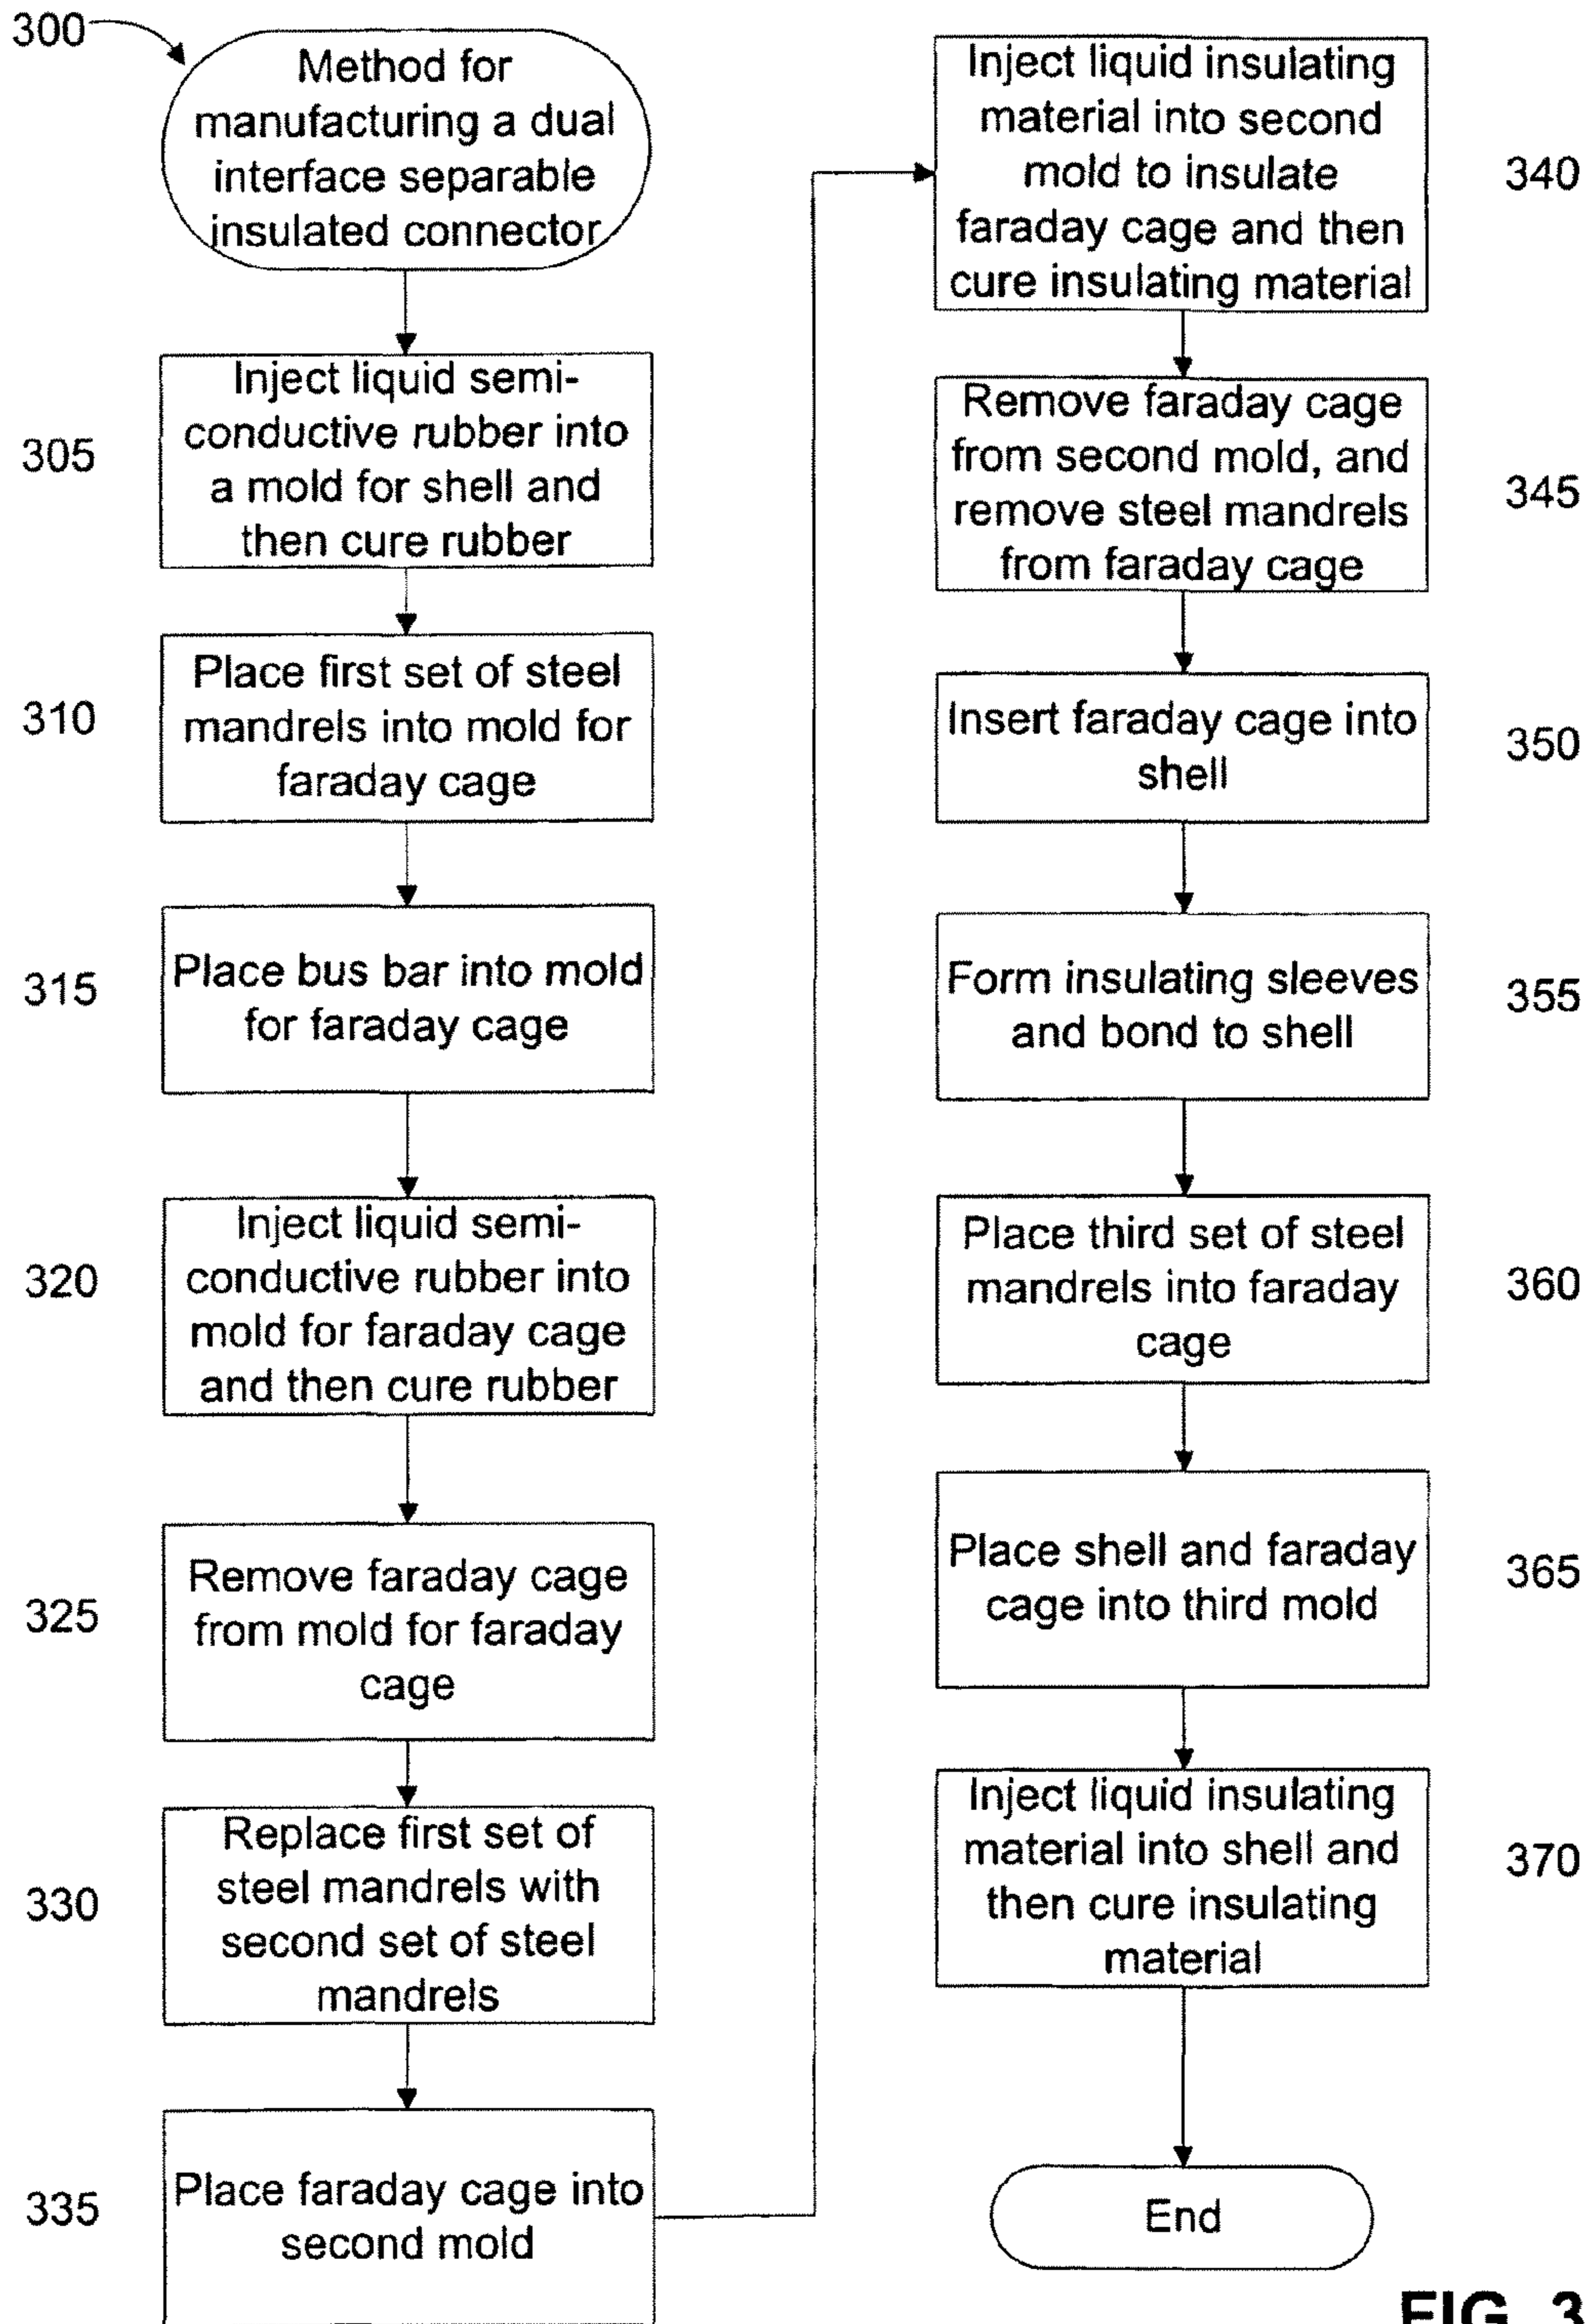 300
Method for
manufacturing a dual
interface separable
insulated connector
305
Inject liquid semi-
conductive rubber into
a mold for shell and
then cure rubber
310
Place first set of steel
mandrels into mold for
faraday cage
315
Place bus bar into mold
for faraday cage
320
Inject liquid semi-
conductive rubber into
mold for faraday cage
and then cure rubber
325
Remove faraday cage
from mold for faraday
cage
330
Replace first set of
steel mandrels with
second set of steel
mandrels
335
Place faraday cage into
second mold
Inject liquid insulating
material into second
mold to insulate
faraday cage and then
cure insulating material
340
Remove faraday cage
from second mold, and
remove steel mandrels
from faraday cage
345
Insert faraday cage into
shell
350
Form insulating sleeves
and bond to shell
355
Place third set of steel
mandrels into faraday
cage
360
Place shell and faraday
cage into third mold
365
Inject liquid insulating
material into shell and
then cure insulating
material
370
End
FIG. 3